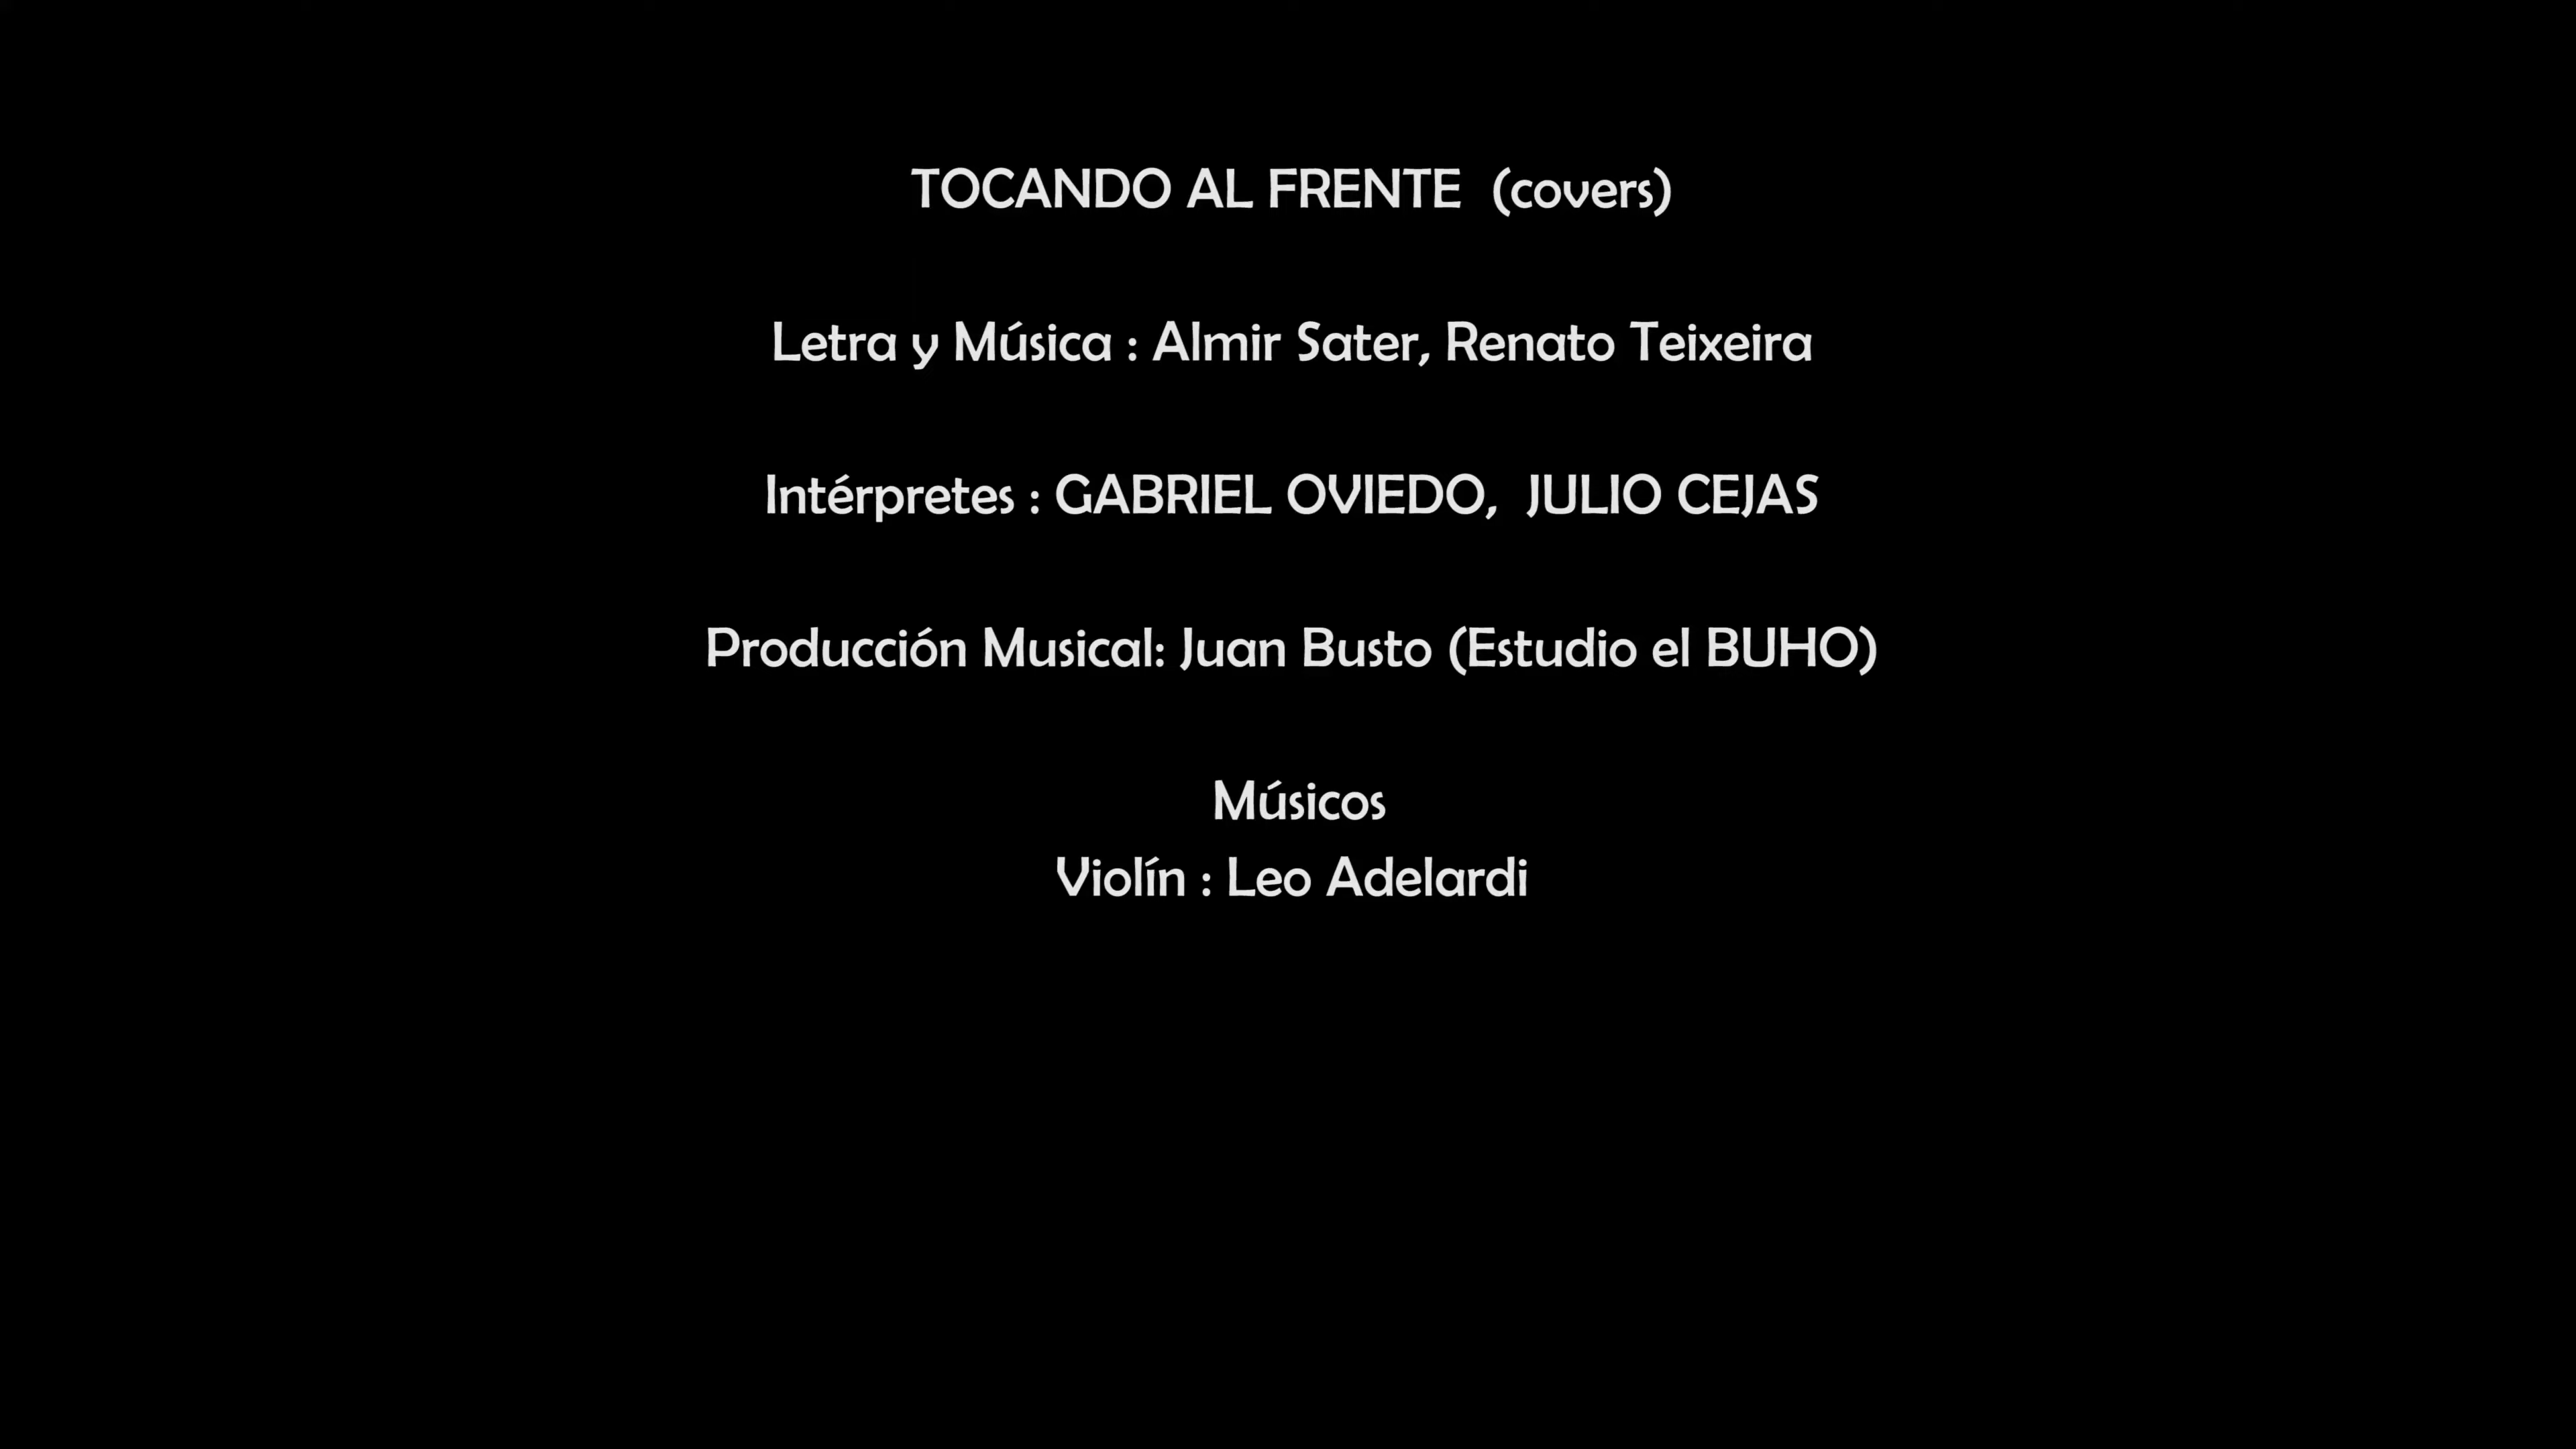 TOCANDO AL FRENTE  (covers)
Letra y Música : Almir Sater, Renato Teixeira
Intérpretes : GABRIEL OVIEDO,  JULIO CEJAS
Producción Musical: Juan Busto (Estudio el BUHO)
Músicos
Violín : Leo Adelardi